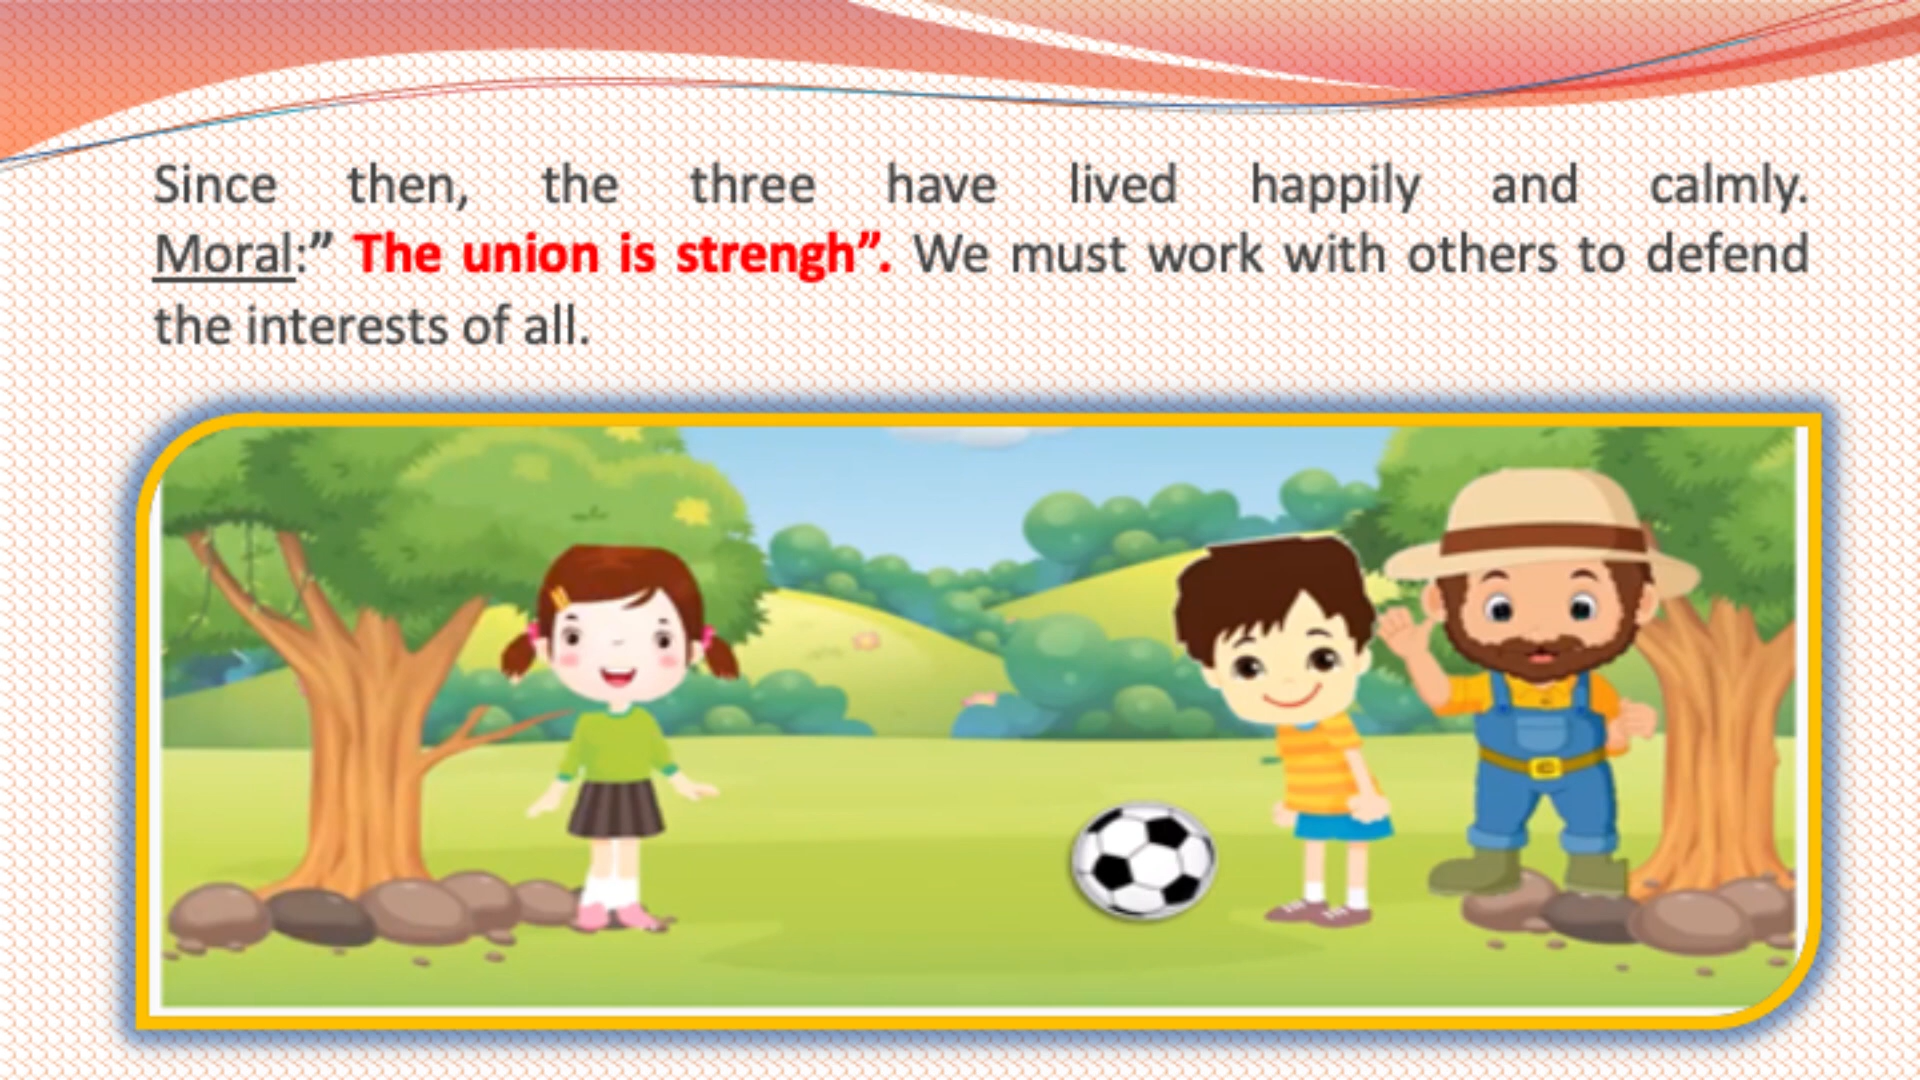 Since then, the three have lived happily and calmly.
Moral:” The union is strengh”. We must work with others to defend
the interests of all.